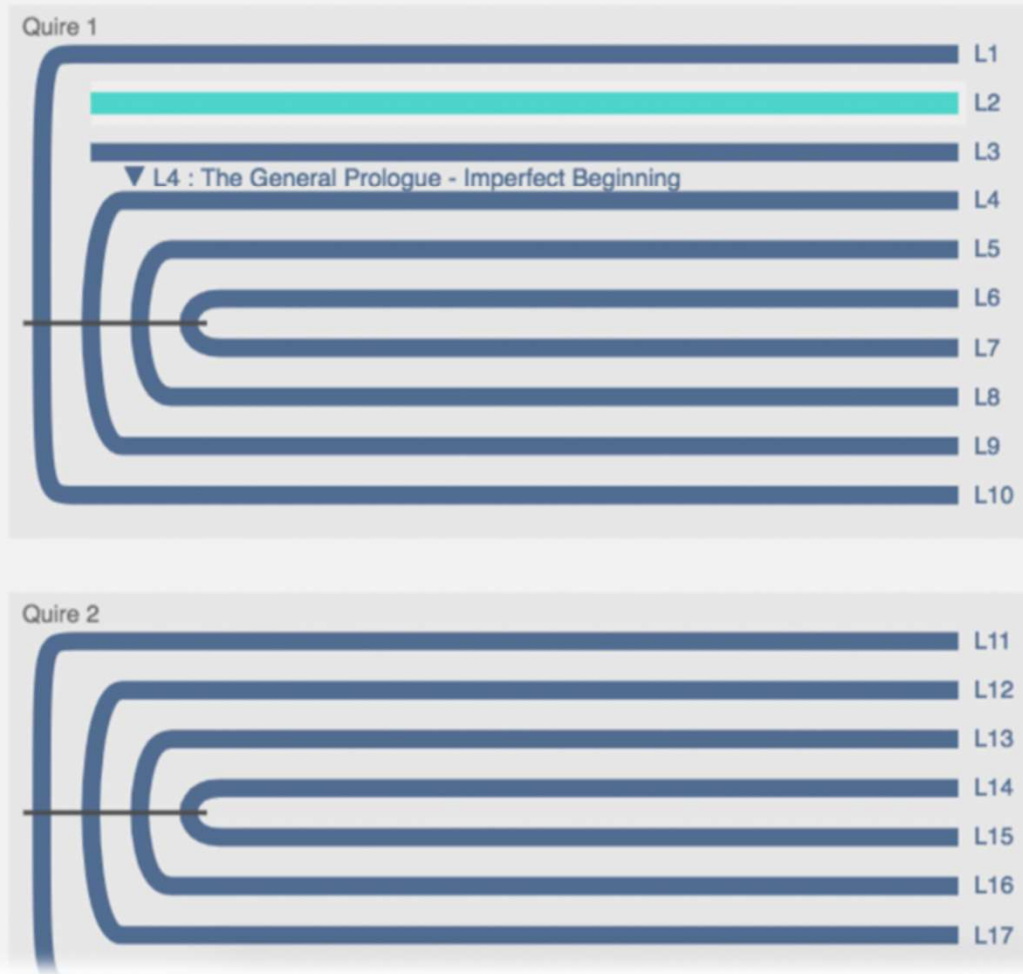 Quire 1
L1
L2
L3
▼ L4 : The General Prologue - Imperfect Beginning
L4
L5
L6
L7
L8
L9
L10
Quire 2
L11
L12
L13
L14
L15
L16
L17